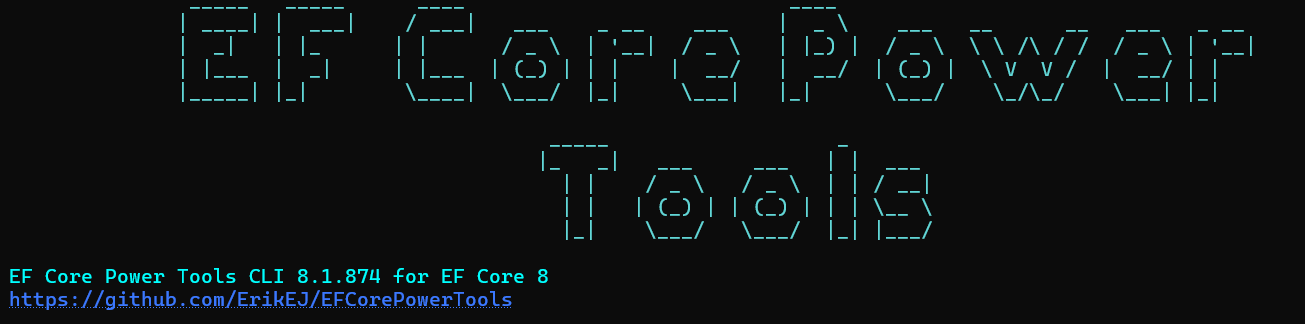 EF Core Power
Tools
EF Core Power Tools CLI 8.1.874 for EF Core 8
https://github.com/ErikEJ/EFCorePowerTools